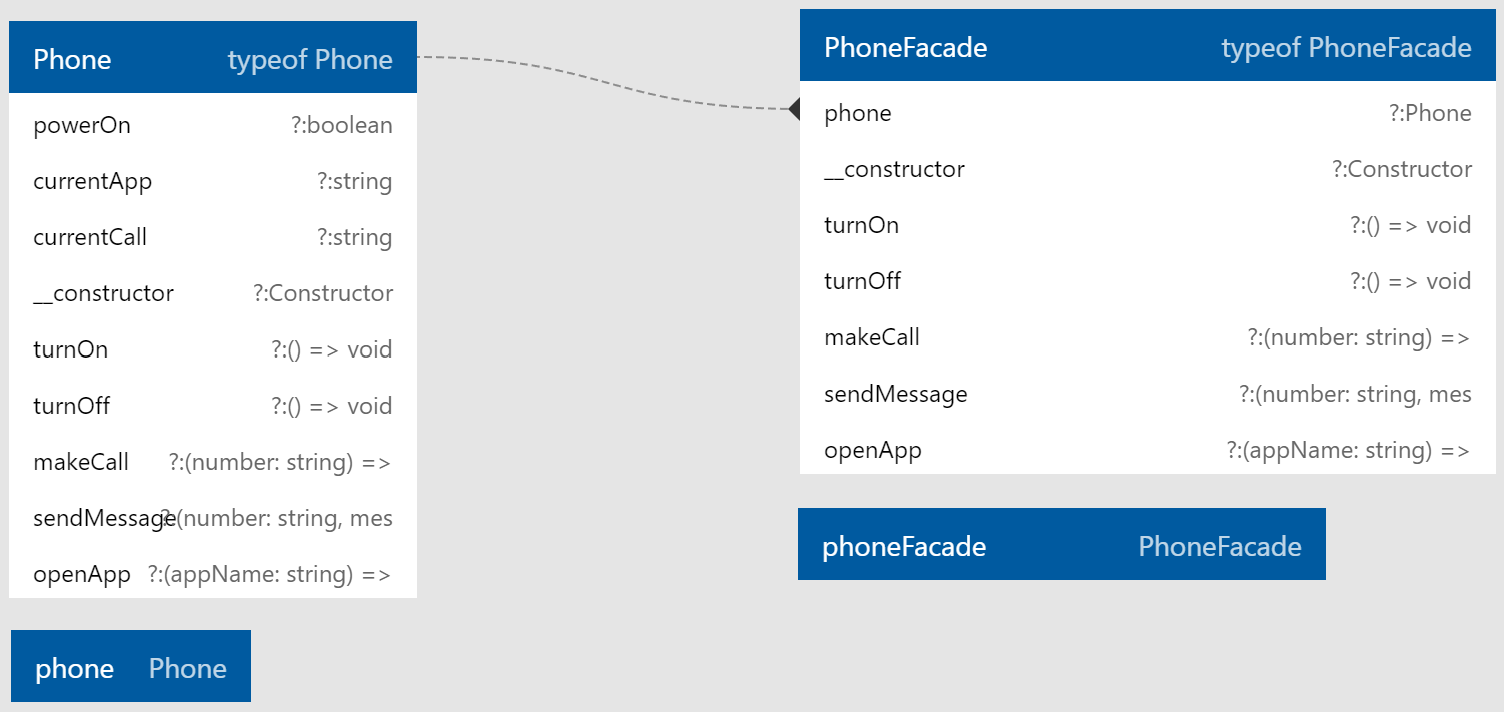 Phone typeof Phone
powerOn ?:boolean
currentApp ?:string
currentCall ?:string
__constructor ?:Constructor
turnOn ?:() => void
turnOff ?:() => void
makeCall ?:(number: string) =>
sendMessage ?:(number: string, mes
openApp ?:(appName: string) =>
phone Phone
PhoneFacade typeof PhoneFacade
phone ?:Phone
__constructor ?:Constructor
turnOn ?:() => void
turnOff ?:() => void
makeCall ?:(number: string) =>
sendMessage ?:(number: string, mes
openApp ?:(appName: string) =>
phoneFacade PhoneFacade